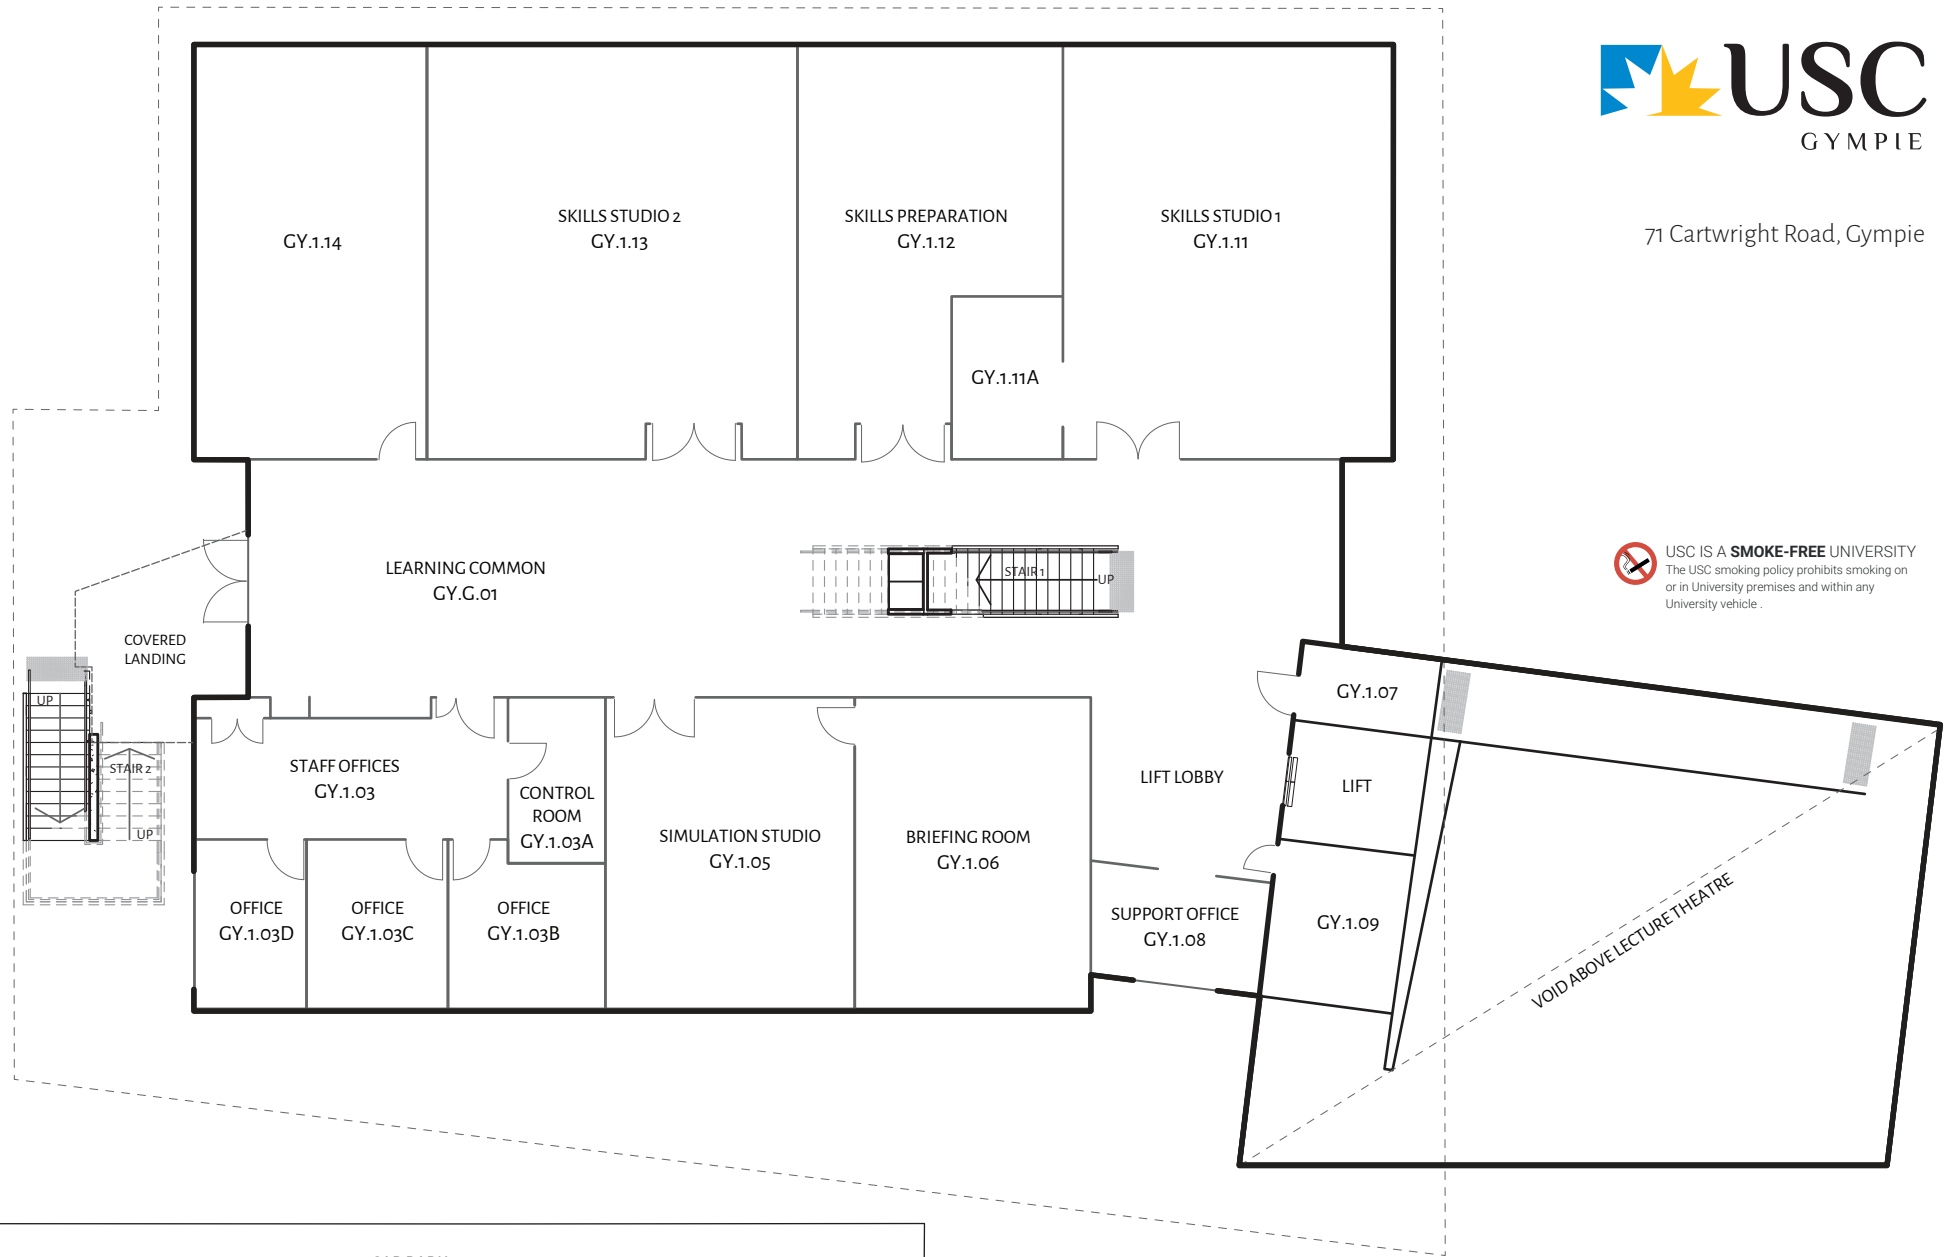 USC
GYMPIE
71 Cartwright Road, Gympie
SKILLS STUDIO 2
GY.1.13
SKILLS PREPARATION
GY.1.12
SKILLS STUDIO 1
GY.1.11
GY.1.14
GY.1.11A
USC IS A SMOKE-FREE UNIVERSITY
The USC smoking policy prohibits smoking on
or in University premises and within any
University vehicle .
LEARNING COMMON
GY.G.01
STAIR 1
UP
COVERED
LANDING
UP
STAIR 2
UP
GY.1.07
STAFF OFFICES
GY.1.03
CONTROL
ROOM
GY.1.03A
SIMULATION STUDIO
GY.1.05
BRIEFING ROOM
GY.1.06
LIFT LOBBY
LIFT
OFFICE
GY.1.03D
OFFICE
GY.1.03C
OFFICE
GY.1.03B
SUPPORT OFFICE
GY.1.08
GY.1.09
VOID ABOVE LECTURE THEATRE